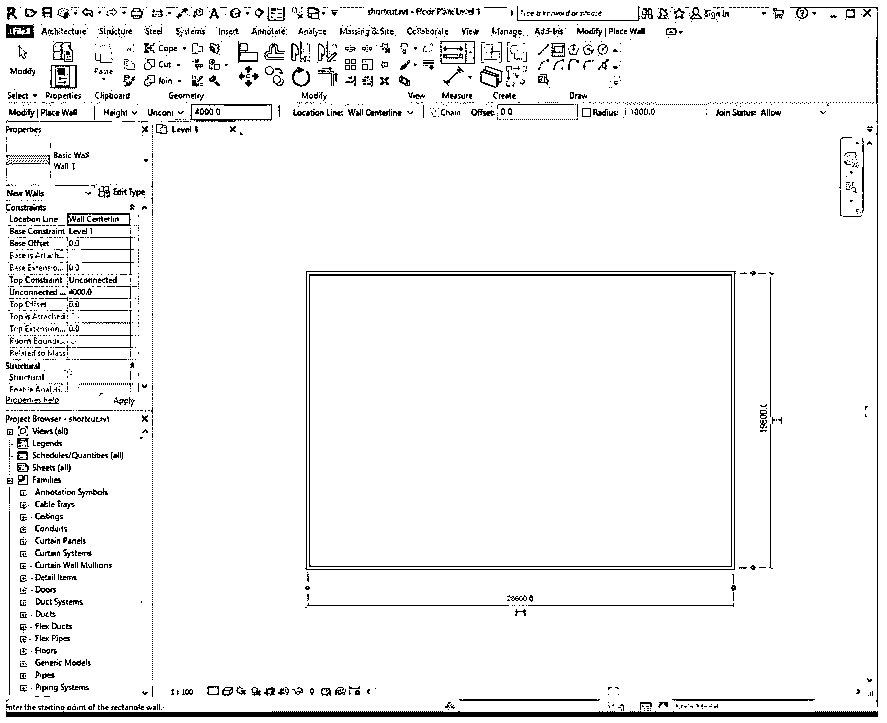 shortcut.rvt - Floor Plan: Level 1
Type a keyword or phrase
Sign In
File
Architecture Structure Steel Systems Insert Annotate Analyze Massing & Site Collaborate View Manage Add-Ins Modify | Place Wall
Modify
Paste
Cope
Cut
Join
Select Properties Clipboard Geometry Modify View Measure Create Draw
Modify | Place Wall Height Uncon 4000.0 Location Line: Wall Centerline Chain Offset: 0.0 Radius: 1000.0 Join Status: Allow
Properties
Level 1
Basic Wall
Wall 1
New Walls Edit Type
Constraints
Location Line Wall Centerlin
Base Constraint Level 1
Base Offset 0.0
Base is Attach...
Base Extensio... 0.0
Top Constraint Unconnected
Unconnected ... 4000.0
Top Offset 0.0
Top is Attached
Top Extension... 0.0
Room Boundi...
Related to Mass
Structural
Structural
Enable Analyti...
Properties help Apply
Project Browser - shortcut.rvt
Views (all)
Legends
Schedules/Quantities (all)
Sheets (all)
Families
Annotation Symbols
Cable Trays
Ceilings
Conduits
Curtain Panels
Curtain Systems
Curtain Wall Mullions
Detail Items
Doors
Duct Systems
Ducts
Flex Ducts
Flex Pipes
Floors
Generic Models
Pipes
Piping Systems
1 : 100
Enter the starting point of the rectangle wall.